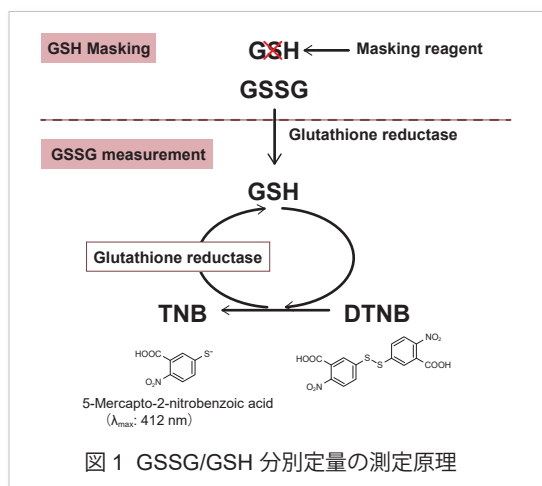 GSH Masking
GSH
Masking reagent
GSSG
Glutathione reductase
GSSG measurement
GSH
Glutathione reductase
TNB
DTNB
HOOC
S⁻
O₂N
HOOC
S
S
NO₂
COOH
O₂N
5-Mercapto-2-nitrobenzoic acid
(λmax: 412 nm)
図 1 GSSG/GSH 分別定量の測定原理